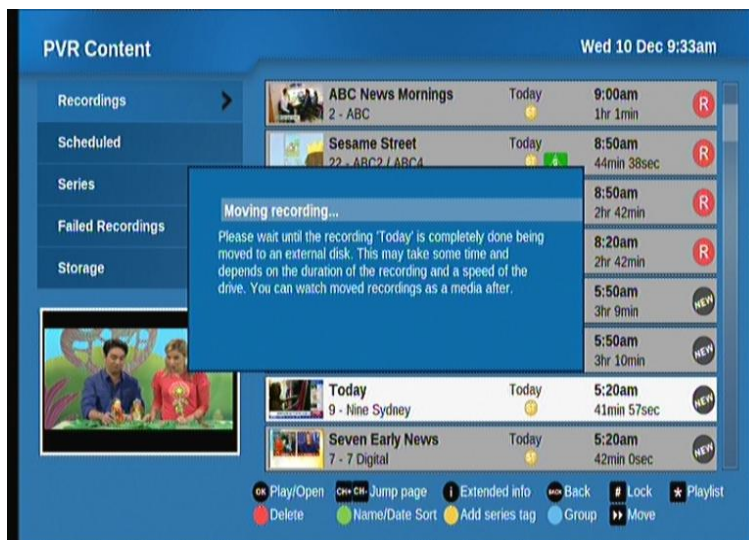 PVR Content
Wed 10 Dec 9:33am
Recordings
Scheduled
Series
Failed Recordings
Storage
ABC News Mornings Today 9:00am R
2 - ABC 1hr 1min
Sesame Street Today 8:50am R
22 - ABC2 / ABC4 44min 38sec
8:50am R
2hr 42min
8:20am R
2hr 42min
5:50am NEW
3hr 9min
5:50am NEW
3hr 10min
Moving recording...
Please wait until the recording 'Today' is completely done being
moved to an external disk. This may take some time and
depends on the duration of the recording and a speed of the
drive. You can watch moved recordings as a media after.
Today Today 5:20am NEW
9 - Nine Sydney 41min 57sec
Seven Early News Today 5:20am NEW
7 - 7 Digital 42min 0sec
OK Play/Open CH+ CH- Jump page i Extended info BACK Back # Lock * Playlist
Delete Name/Date Sort Add series tag Group Move